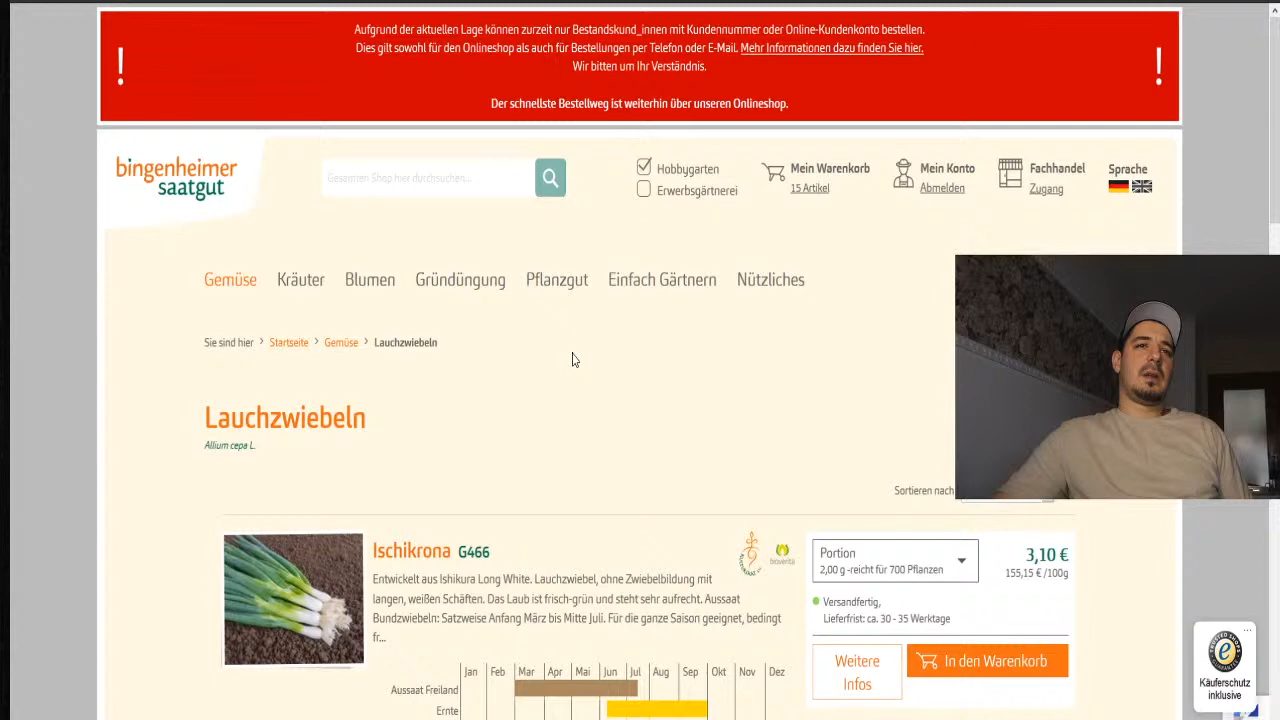 Aufgrund der aktuellen Lage können zurzeit nur Bestandskund_innen mit Kundennummer oder Online-Kundenkonto bestellen.
Dies gilt sowohl für den Onlineshop als auch für Bestellungen per Telefon oder E-Mail. Mehr Informationen dazu finden Sie hier.
Wir bitten um Ihr Verständnis.
!
!
Der schnellste Bestellweg ist weiterhin über unseren Onlineshop.
bingenheimer
saatgut
Gesamten Shop hier durchsuchen...
Hobbygarten
Erwerbsgärtnerei
Mein Warenkorb
15 Artikel
Mein Konto
Abmelden
Fachhandel
Zugang
Sprache
Gemüse Kräuter Blumen Gründüngung Pflanzgut Einfach Gärtnern Nützliches
Sie sind hier > Startseite > Gemüse > Lauchzwiebeln
Lauchzwiebeln
Allium cepa L.
Sortieren nach
Ischikrona G466
Entwickelt aus Ishikura Long White. Lauchzwiebel, ohne Zwiebelbildung mit
langen, weißen Schäften. Das Laub ist frisch-grün und steht sehr aufrecht. Aussaat
Bundzwiebeln: Satzweise Anfang März bis Mitte Juli. Für die ganze Saison geeignet, bedingt
fr...
bioverita
Portion
2,00 g -reicht für 700 Pflanzen
3,10 €
155,15 € /100g
Versandfertig,
Lieferfrist: ca. 30 - 35 Werktage
Weitere
Infos
In den Warenkorb
Jan Feb Mar Apr Mai Jun Jul Aug Sep Okt Nov Dez
Aussaat Freiland
Ernte
Käuferschutz
inklusive